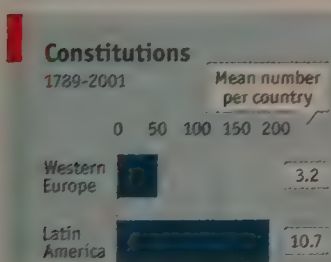 Constitutions
1789-2001
Mean number
per country
0 50 100 150 200
Western
Europe
3.2
Latin
America
10.7